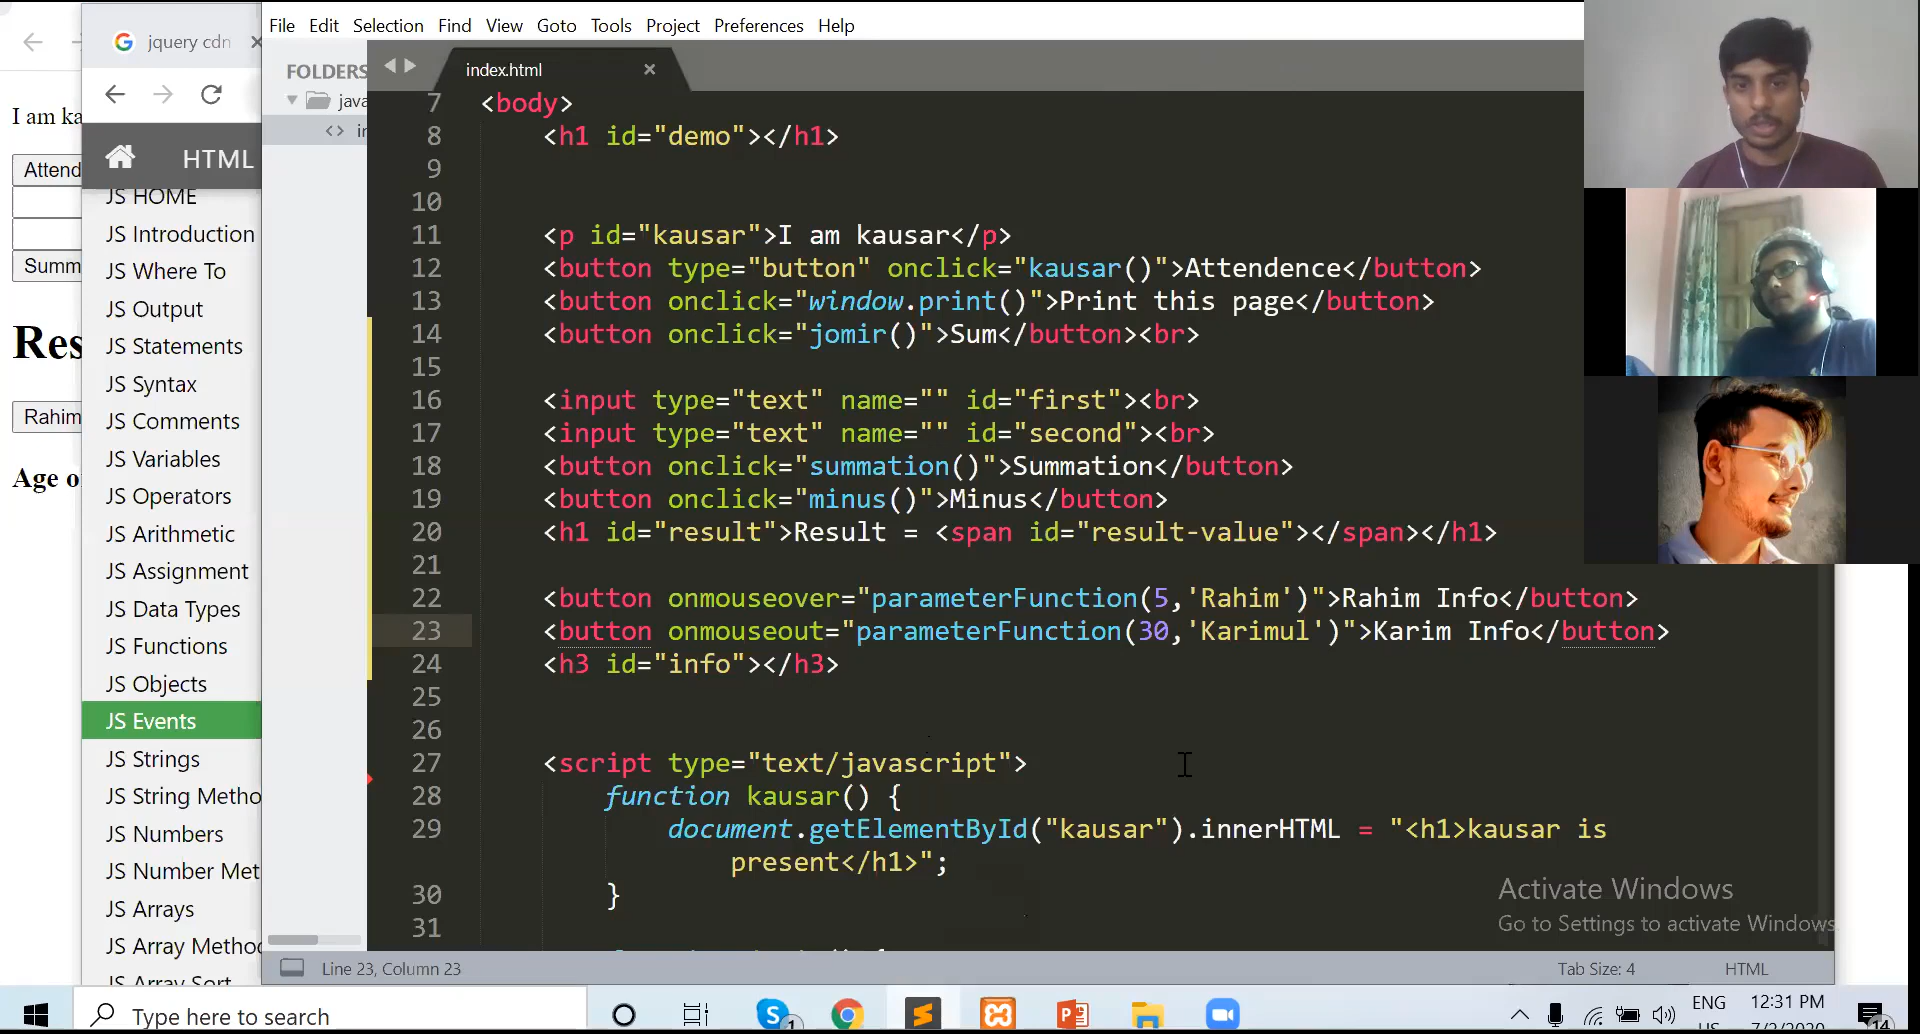 File Edit Selection Find View Goto Tools Project Preferences Help
jquery cdn
FOLDERS
index.html
I am ka
java
Attend
HTML
Summ
Res
Rahim
Age o
JS HOME
JS Introduction
JS Where To
JS Output
JS Statements
JS Syntax
JS Comments
JS Variables
JS Operators
JS Arithmetic
JS Assignment
JS Data Types
JS Functions
JS Objects
JS Events
JS Strings
JS String Metho
JS Numbers
JS Number Met
JS Arrays
JS Array Method
JS Array Sort
7 <body>
8 <h1 id="demo"></h1>
9
10
11 <p id="kausar">I am kausar</p>
12 <button type="button" onclick="kausar()">Attendence</button>
13 <button onclick="window.print()">Print this page</button>
14 <button onclick="jomir()">Sum</button><br>
15
16 <input type="text" name="" id="first"><br>
17 <input type="text" name="" id="second"><br>
18 <button onclick="summation()">Summation</button>
19 <button onclick="minus()">Minus</button>
20 <h1 id="result">Result = <span id="result-value"></span></h1>
21
22 <button onmouseover="parameterFunction(5,'Rahim')">Rahim Info</button>
23 <button onmouseout="parameterFunction(30,'Karimul')">Karim Info</button>
24 <h3 id="info"></h3>
25
26
27 <script type="text/javascript">
28 function kausar() {
29 document.getElementById("kausar").innerHTML = "<h1>kausar is
present</h1>";
30 }
31
Activate Windows
Go to Settings to activate Windows.
Line 23, Column 23
Tab Size: 4
HTML
Type here to search
ENG
12:31 PM